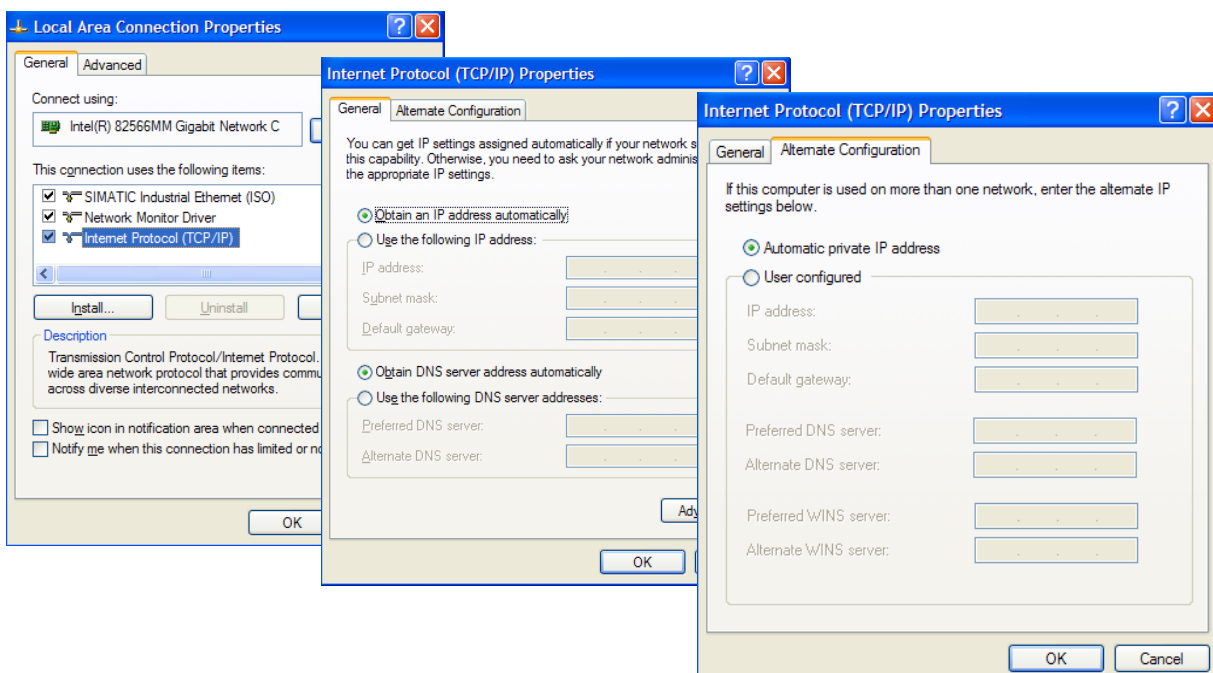 Local Area Connection Properties
General
Advanced
Connect using:
Intel(R) 82566MM Gigabit Network C
This connection uses the following items:
SIMATIC Industrial Ethernet (ISO)
Network Monitor Driver
Internet Protocol (TCP/IP)
Install...
Uninstall
Description
Transmission Control Protocol/Internet Protocol.
wide area network protocol that provides
across diverse interconnected networks.
Show icon in notification area when connected
Notify me when this connection has limited or
OK
Internet Protocol (TCP/IP) Properties
General
Alternate Configuration
You can get IP settings assigned automatically if your network
this capability. Otherwise, you need to ask your network
the appropriate IP settings.
Obtain an IP address automatically
Use the following IP address:
IP address:
Subnet mask:
Default gateway:
Obtain DNS server address automatically
Use the following DNS server addresses:
Preferred DNS server:
Alternate DNS server:
OK
Internet Protocol (TCP/IP) Properties
General
Alternate Configuration
If this computer is used on more than one network, enter the alternate IP
settings below.
Automatic private IP address
User configured
IP address:
Subnet mask:
Default gateway:
Preferred DNS server:
Alternate DNS server:
Preferred WINS server:
Alternate WINS server:
OK
Cancel